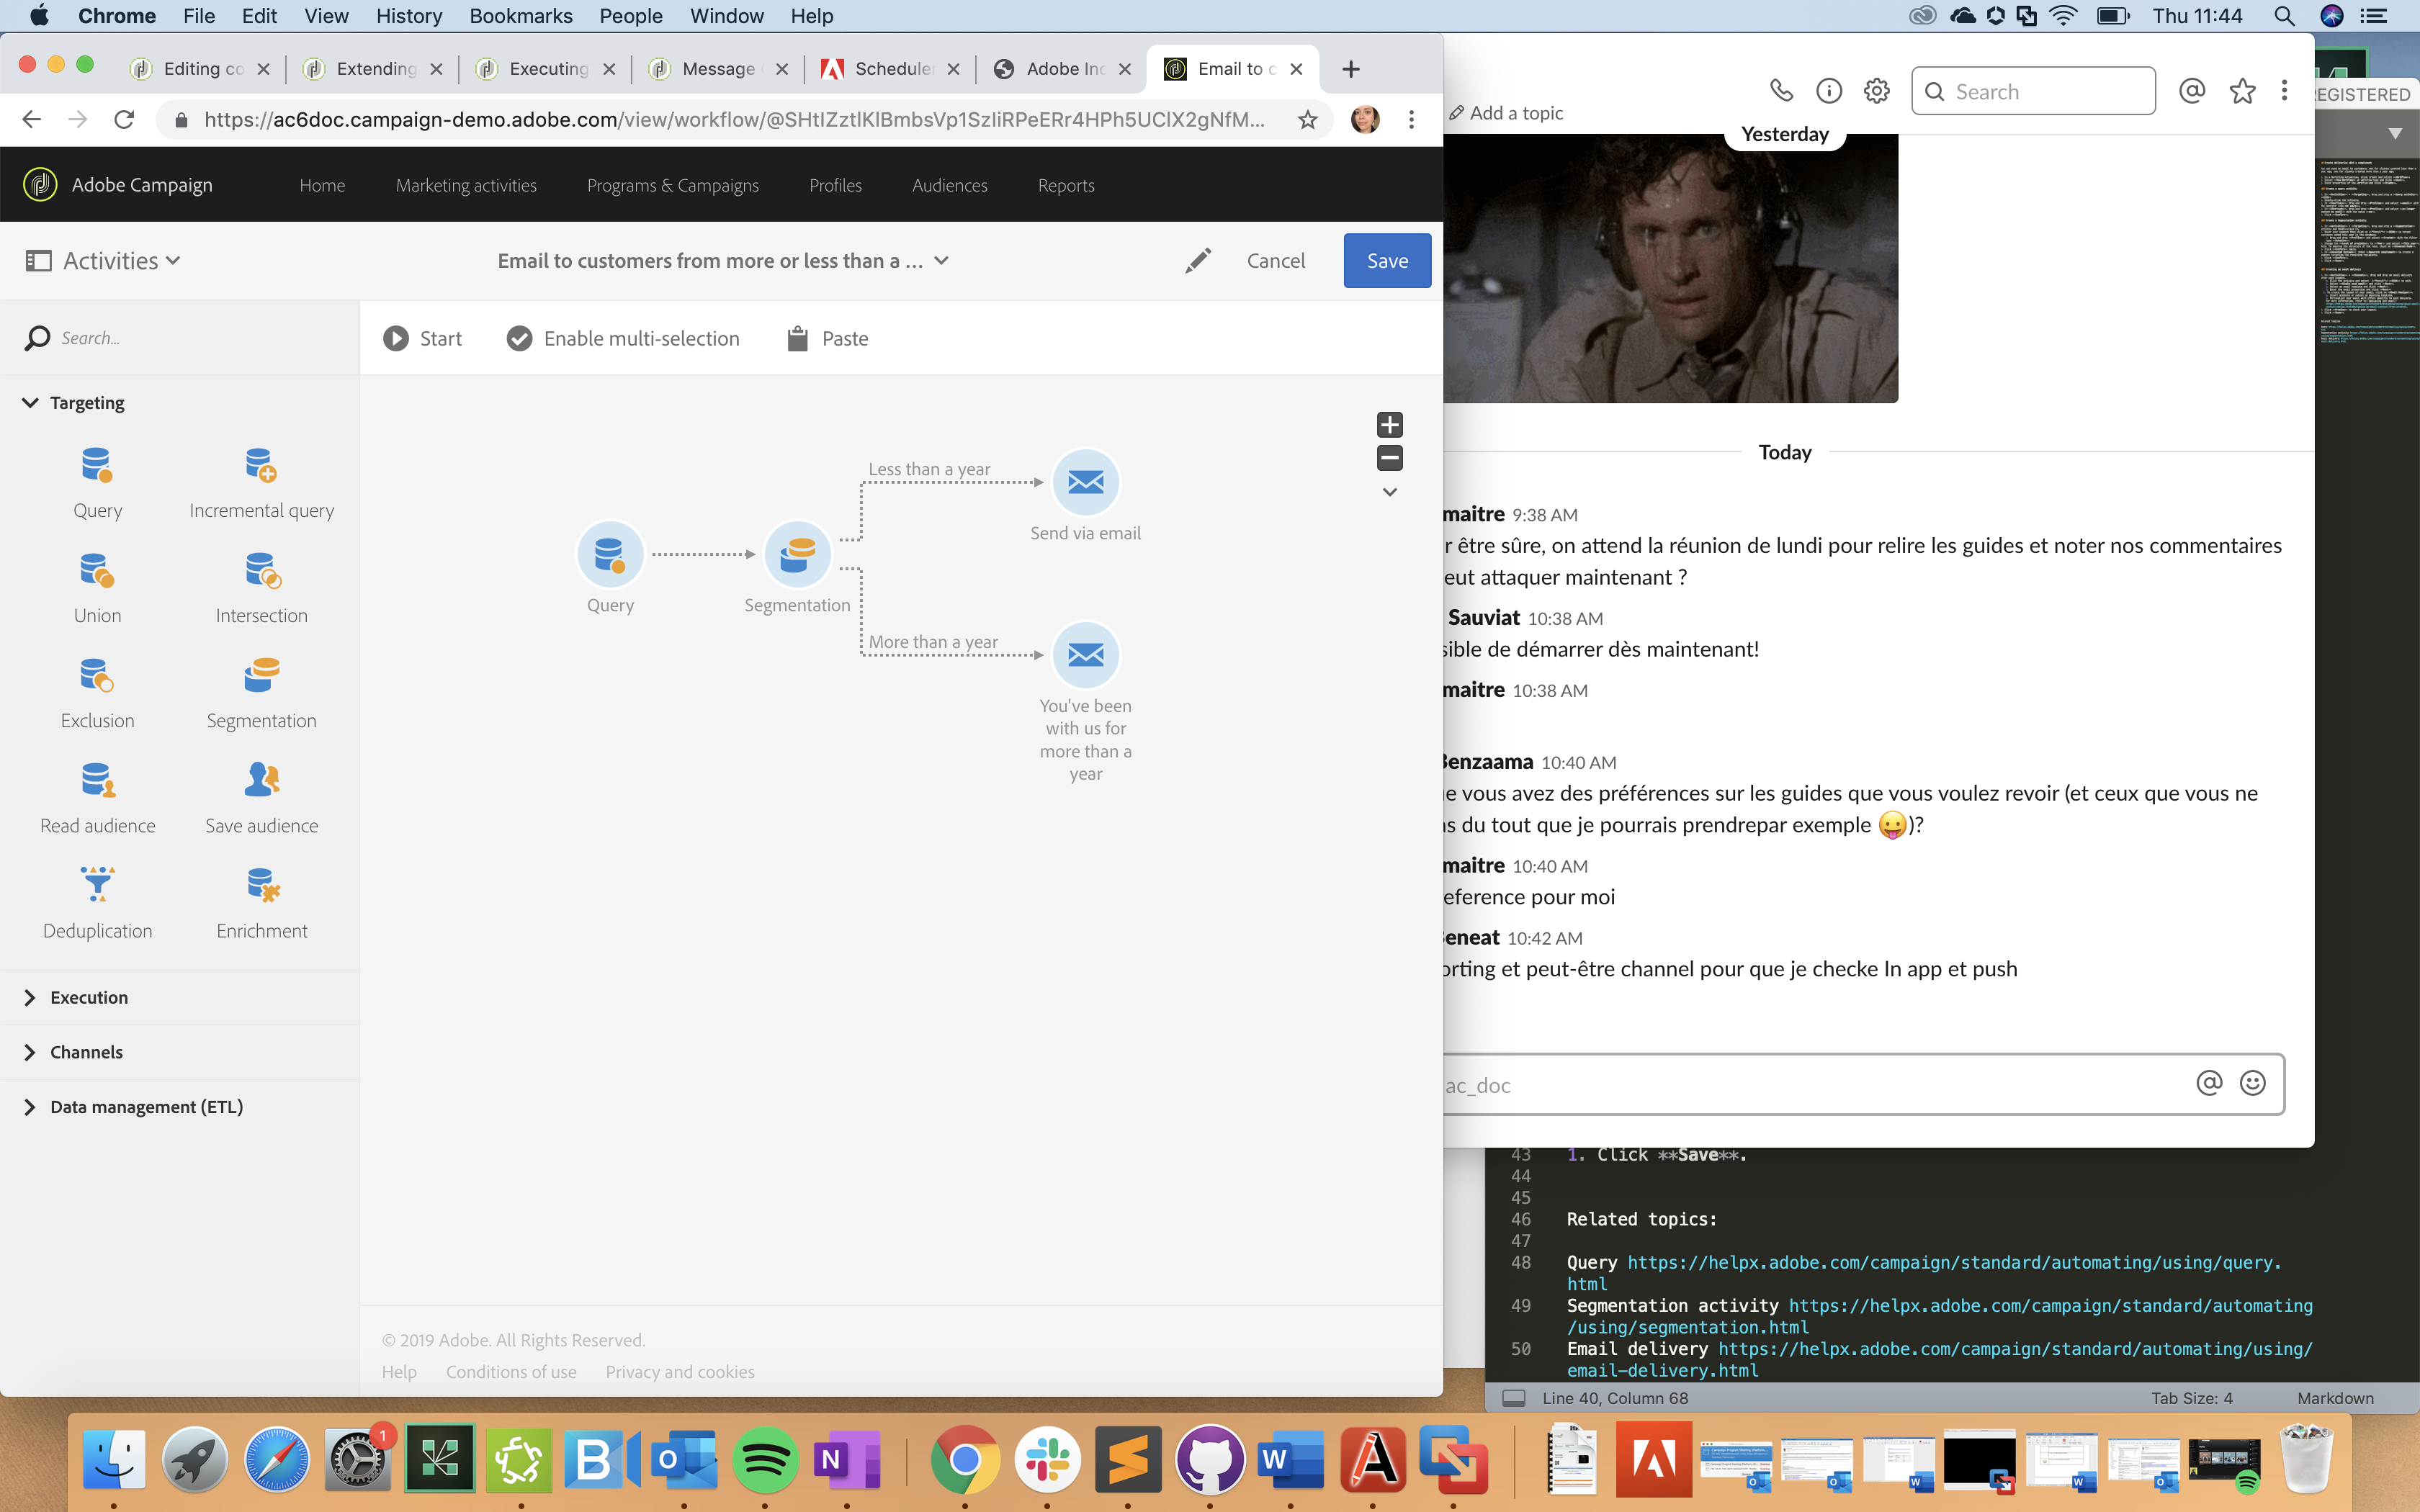 Chrome File Edit View History Bookmarks People Window Help Thu 11:44
Editing co Extending Executing Message Scheduler Adobe Inc Email to c
https://ac6doc.campaign-demo.adobe.com/view/workflow/@SHtIZztlKlBmbsVp1SzIiRPeERr4HPh5UClX2gNfM...
Adobe Campaign Home Marketing activities Programs & Campaigns Profiles Audiences Reports
Activities
Email to customers from more or less than a ...
Cancel Save
Search...
Start Enable multi-selection Paste
Targeting
Query Incremental query
Union Intersection
Exclusion Segmentation
Read audience Save audience
Deduplication Enrichment
Execution
Channels
Data management (ETL)
Query
Segmentation
Less than a year
Send via email
More than a year
You've been
with us for
more than a
year
© 2019 Adobe. All Rights Reserved.
Help Conditions of use Privacy and cookies
Add a topic
Search
EGISTERED
Yesterday
Today
maitre 9:38 AM
r être sûre, on attend la réunion de lundi pour relire les guides et noter nos commentaires
eut attaquer maintenant ?
Sauviat 10:38 AM
sible de démarrer dès maintenant!
maitre 10:38 AM
Benzaama 10:40 AM
e vous avez des préférences sur les guides que vous voulez revoir (et ceux que vous ne
as du tout que je pourrais prendrepar exemple 😛)?
maitre 10:40 AM
eference pour moi
Beneat 10:42 AM
orting et peut-être channel pour que je checke In app et push
ac_doc
43 1. Click **Save**.
44
45
46 Related topics:
47
48 Query https://helpx.adobe.com/campaign/standard/automating/using/query.
html
49 Segmentation activity https://helpx.adobe.com/campaign/standard/automating
/using/segmentation.html
50 Email delivery https://helpx.adobe.com/campaign/standard/automating/using/
email-delivery.html
Line 40, Column 68 Tab Size: 4 Markdown
1